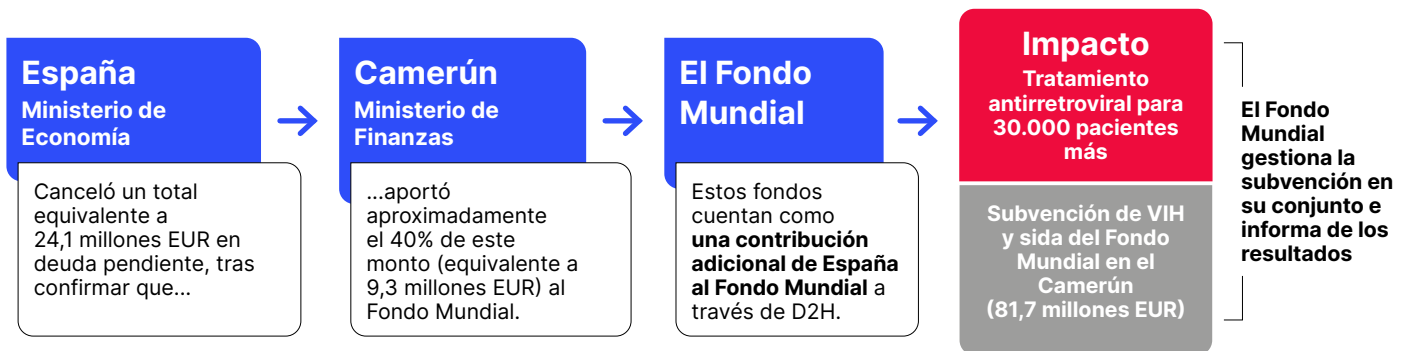 España
Ministerio de
Economía
Canceló un total
equivalente a
24,1 millones EUR en
deuda pendiente, tras
confirmar que...
Camerún
Ministerio de
Finanzas
...aportó
aproximadamente
el 40% de este
monto (equivalente a
9,3 millones EUR) al
Fondo Mundial.
El Fondo
Mundial
Estos fondos
cuentan como
una contribución
adicional de España
al Fondo Mundial a
través de D2H.
Impacto
Tratamiento
antirretroviral para
30.000 pacientes
más
Subvención de VIH
y sida del Fondo
Mundial en el
Camerún
(81,7 millones EUR)
El Fondo
Mundial
gestiona la
subvención en
su conjunto e
informa de los
resultados